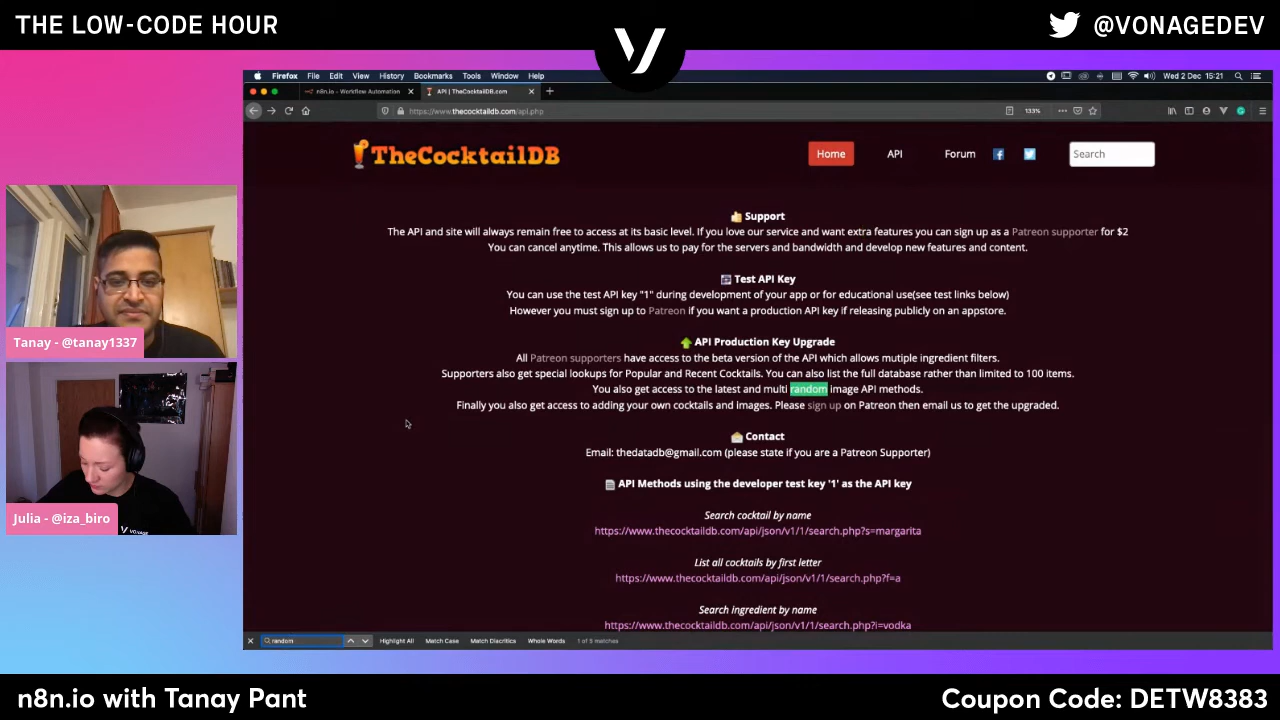 THE LOW-CODE HOUR
@VONAGEDEV
Firefox File Edit View History Bookmarks Tools Window Help
Wed 2 Dec 15:21
n8n.io - Workflow Automation
API | TheCocktailDB.com
https://www.thecocktaildb.com/api.php
133%
TheCocktailDB
Home
API
Forum
Search
Support
The API and site will always remain free to access at its basic level. If you love our service and want extra features you can sign up as a Patreon supporter for $2
You can cancel anytime. This allows us to pay for the servers and bandwidth and develop new features and content.
Test API Key
You can use the test API key "1" during development of your app or for educational use(see test links below)
However you must sign up to Patreon if you want a production API key if releasing publicly on an appstore.
API Production Key Upgrade
All Patreon supporters have access to the beta version of the API which allows mutiple ingredient filters.
Supporters also get special lookups for Popular and Recent Cocktails. You can also list the full database rather than limited to 100 items.
You also get access to the latest and multi random image API methods.
Finally you also get access to adding your own cocktails and images. Please sign up on Patreon then email us to get the upgraded.
Contact
Email: thedatadb@gmail.com (please state if you are a Patreon Supporter)
API Methods using the developer test key '1' as the API key
Search cocktail by name
https://www.thecocktaildb.com/api/json/v1/1/search.php?s=margarita
List all cocktails by first letter
https://www.thecocktaildb.com/api/json/v1/1/search.php?f=a
Search ingredient by name
https://www.thecocktaildb.com/api/json/v1/1/search.php?i=vodka
random
Highlight All
Match Case
Match Diacritics
Whole Words
1 of 5 matches
Tanay - @tanay1337
VONAGE
Julia - @iza_biro
n8n.io with Tanay Pant
Coupon Code: DETW8383